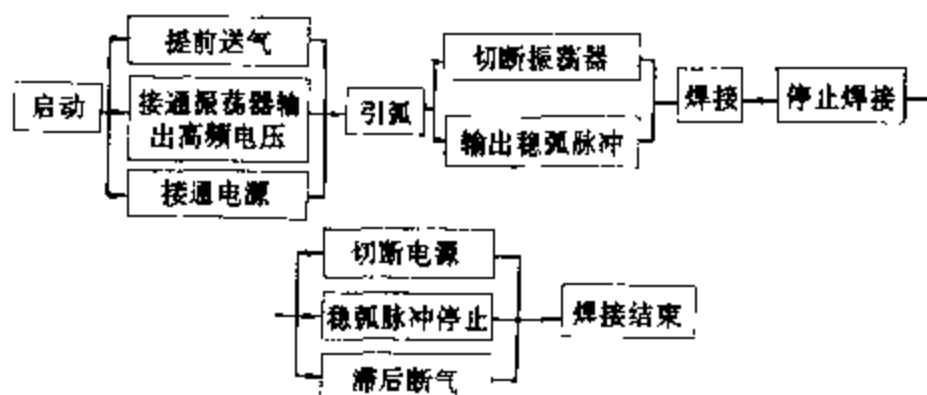 启动
提前送气
接通振荡器输
出高频电压
接通电源
引弧
切断振荡器
输出稳弧脉冲
焊接
停止焊接
切断电源
稳弧脉冲停止
滞后断气
焊接结束